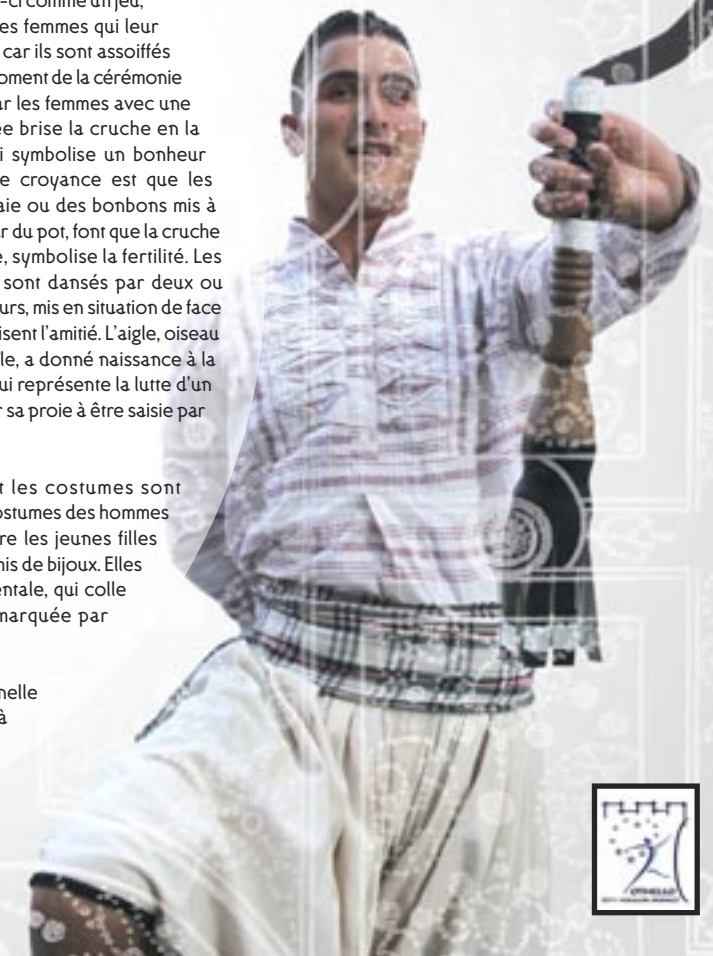 -ci comme un jeu,
es femmes qui leur
car ils sont assoiffés
oment de la cérémonie
ar les femmes avec une
ée brise la cruche en la
i symbolise un bonheur
e croyance est que les
aie ou des bonbons mis à
r du pot, font que la cruche
e, symbolise la fertilité. Les
sont dansés par deux ou
urs, mis en situation de face
isent l’amitié. L’aigle, oiseau
le, a donné naissance à la
ui représente la lutte d’un
r sa proie à être saisie par
t les costumes sont
ostumes des hommes
re les jeunes filles
nis de bijoux. Elles
entale, qui colle
marquée par
nelle
à
OTHELLO